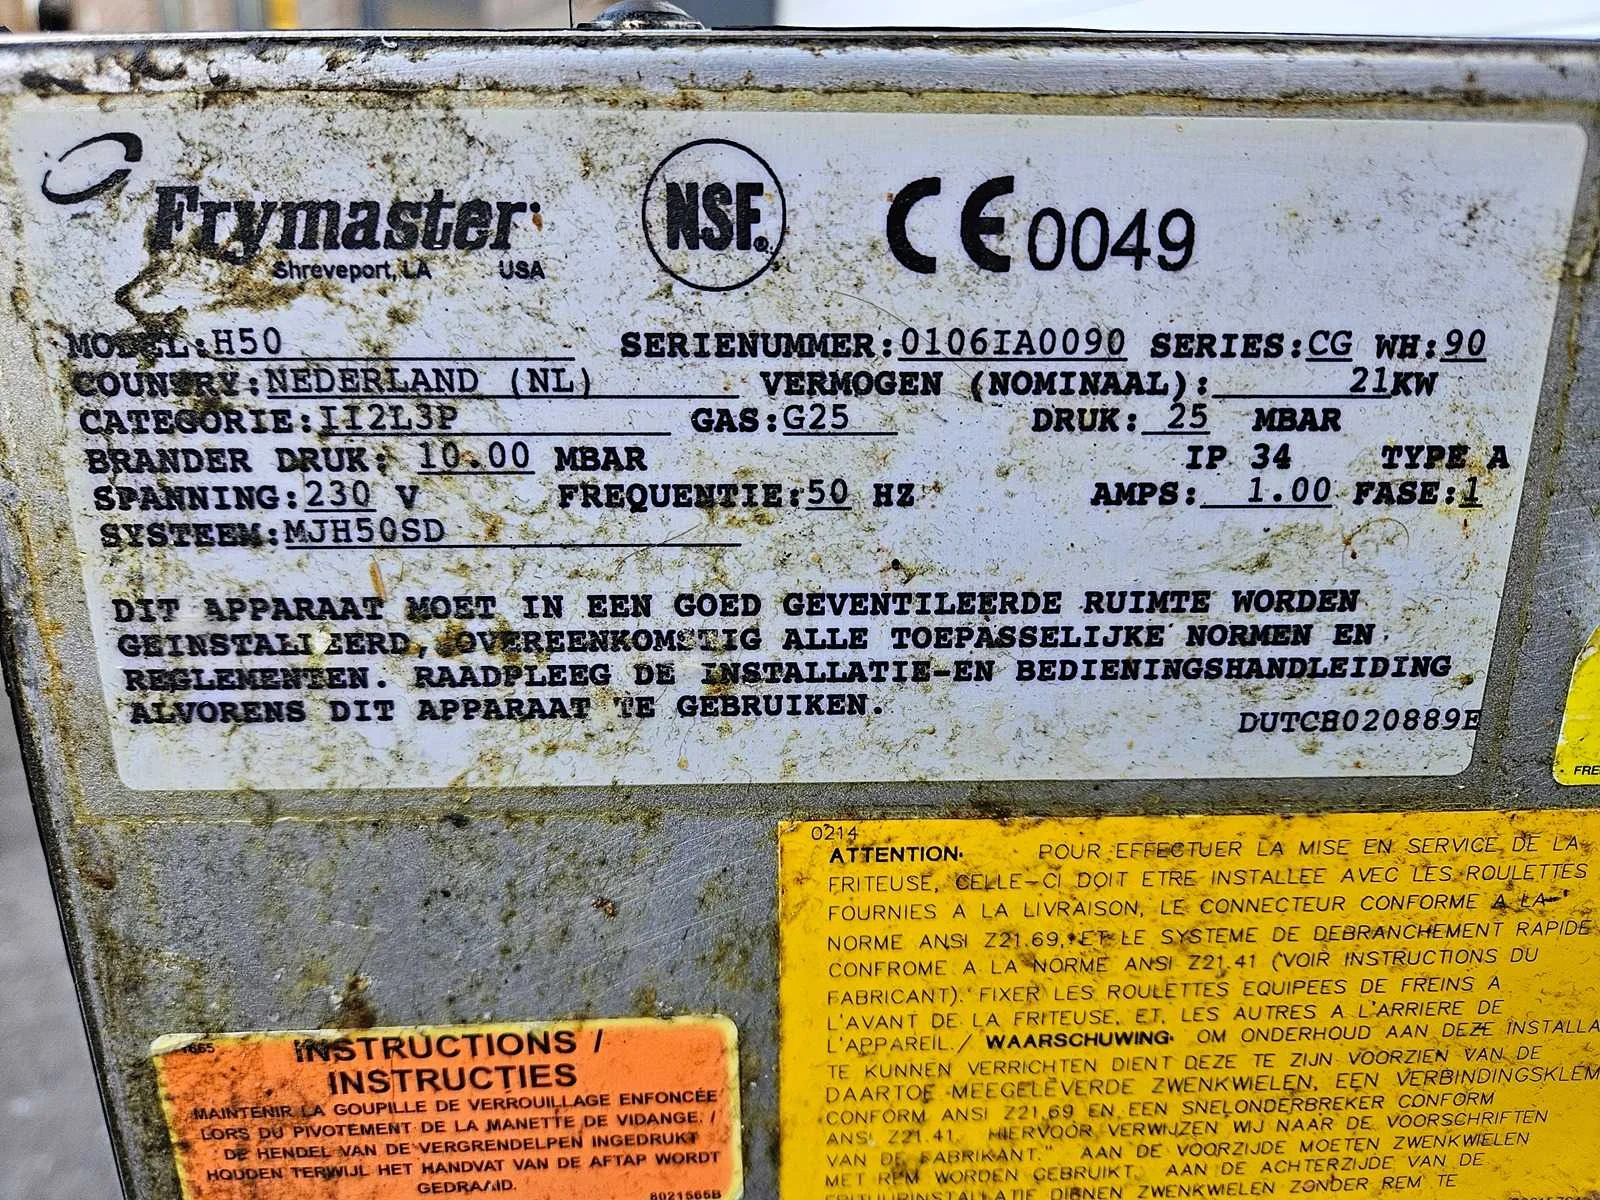 Frymaster
Shreveport, LA USA
NSF®
CE 0049
MODEL: H50 SERIENUMMER: 0106IA0090 SERIES: CG WH: 90
COUNTRY: NEDERLAND (NL) VERMOGEN (NOMINAAL): 21KW
CATEGORIE: II2L3P GAS: G25 DRUK: 25 MBAR
BRANDER DRUK: 10.00 MBAR IP 34 TYPE A
SPANNING: 230 V FREQUENTIE: 50 HZ AMPS: 1.00 FASE: 1
SYSTEEM: MJH50SD
DIT APPARAAT MOET IN EEN GOED GEVENTILEERDE RUIMTE WORDEN
GEINSTALLEERD, OVEREENKOMSTIG ALLE TOEPASSELIJKE NORMEN EN
REGLEMENTEN. RAADPLEEG DE INSTALLATIE-EN BEDIENINGSHANDLEIDING
ALVORENS DIT APPARAAT TE GEBRUIKEN.
DUTCH020889E
FRE
0214
ATTENTION: POUR EFFECTUER LA MISE EN SERVICE DE LA
FRITEUSE, CELLE-CI DOIT ETRE INSTALLEE AVEC LES ROULETTES
FOURNIES A LA LIVRAISON, LE CONNECTEUR CONFORME A LA
NORME ANSI Z21.69, ET LE SYSTEME DE DEBRANCHEMENT RAPIDE
CONFROME A LA NORME ANSI Z21.41 (VOIR INSTRUCTIONS DU
FABRICANT). FIXER LES ROULETTES EQUIPEES DE FREINS A
L'AVANT DE LA FRITEUSE, ET, LES AUTRES A L'ARRIERE DE
L'APPAREIL./ WAARSCHUWING: OM ONDERHOUD AAN DEZE INSTALLA
TE KUNNEN VERRICHTEN DIENT DEZE TE ZIJN VOORZIEN VAN DE
DAARTOE MEEGELEVERDE ZWENKWIELEN, EEN VERBINDINGSKLEM
CONFORM ANSI Z21.69 EN EEN SNELONDERBREKER CONFORM
ANSI Z21.41. HIERVOOR VERWIJZEN WIJ NAAR DE VOORSCHRIFTEN
VAN DE FABRIKANT." AAN DE VOORZIJDE MOETEN ZWENKWIELEN
MET REM WORDEN GEBRUIKT, AAN DE ACHTERZIJDE VAN DE
FRITUURINSTALLATIE DIENEN ZWENKWIELEN ZONDER REM TE
1665
INSTRUCTIONS /
INSTRUCTIES
MAINTENIR LA GOUPILLE DE VERROUILLAGE ENFONCÉE
LORS DU PIVOTEMENT DE LA MANETTE DE VIDANGE. /
DE HENDEL VAN DE VERGRENDELPEN INGEDRUKT
HOUDEN TERWIJL HET HANDVAT VAN DE AFTAP WORDT
GEDRAAID.
8021565B